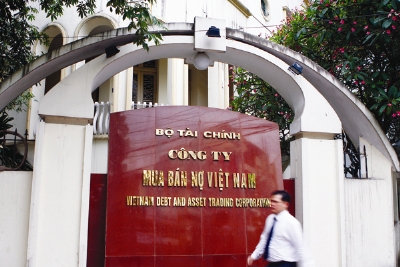 BỘ TÀI CHÍNH
CÔNG TY
MUA BÁN NỢ VIỆT NAM
VIETNAM DEBT AND ASSET TRADING CORPORATION